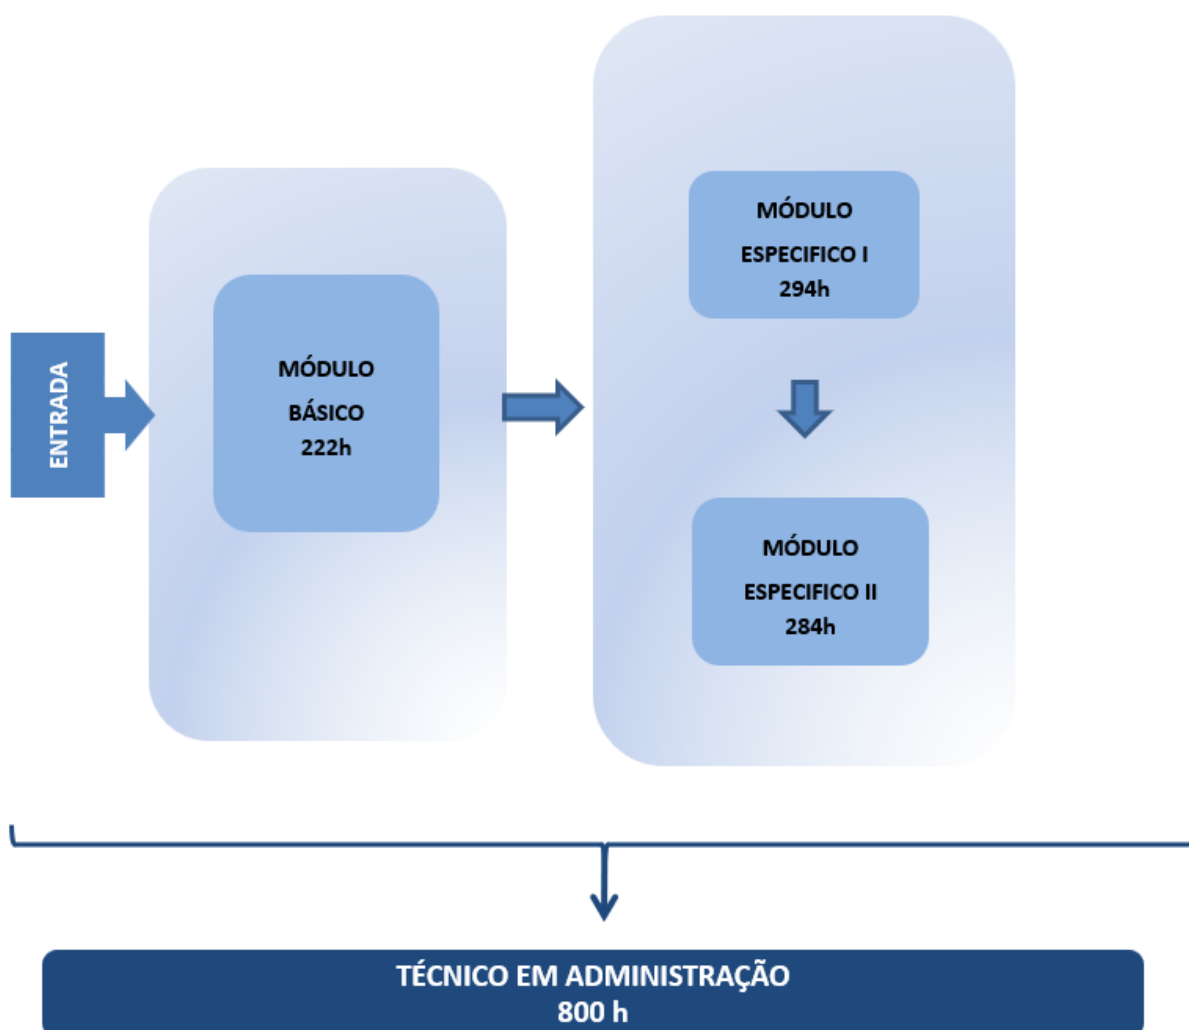 ENTRADA
MÓDULO
BÁSICO
222h
MÓDULO
ESPECIFICO I
294h
MÓDULO
ESPECIFICO II
284h
TÉCNICO EM ADMINISTRAÇÃO
800 h